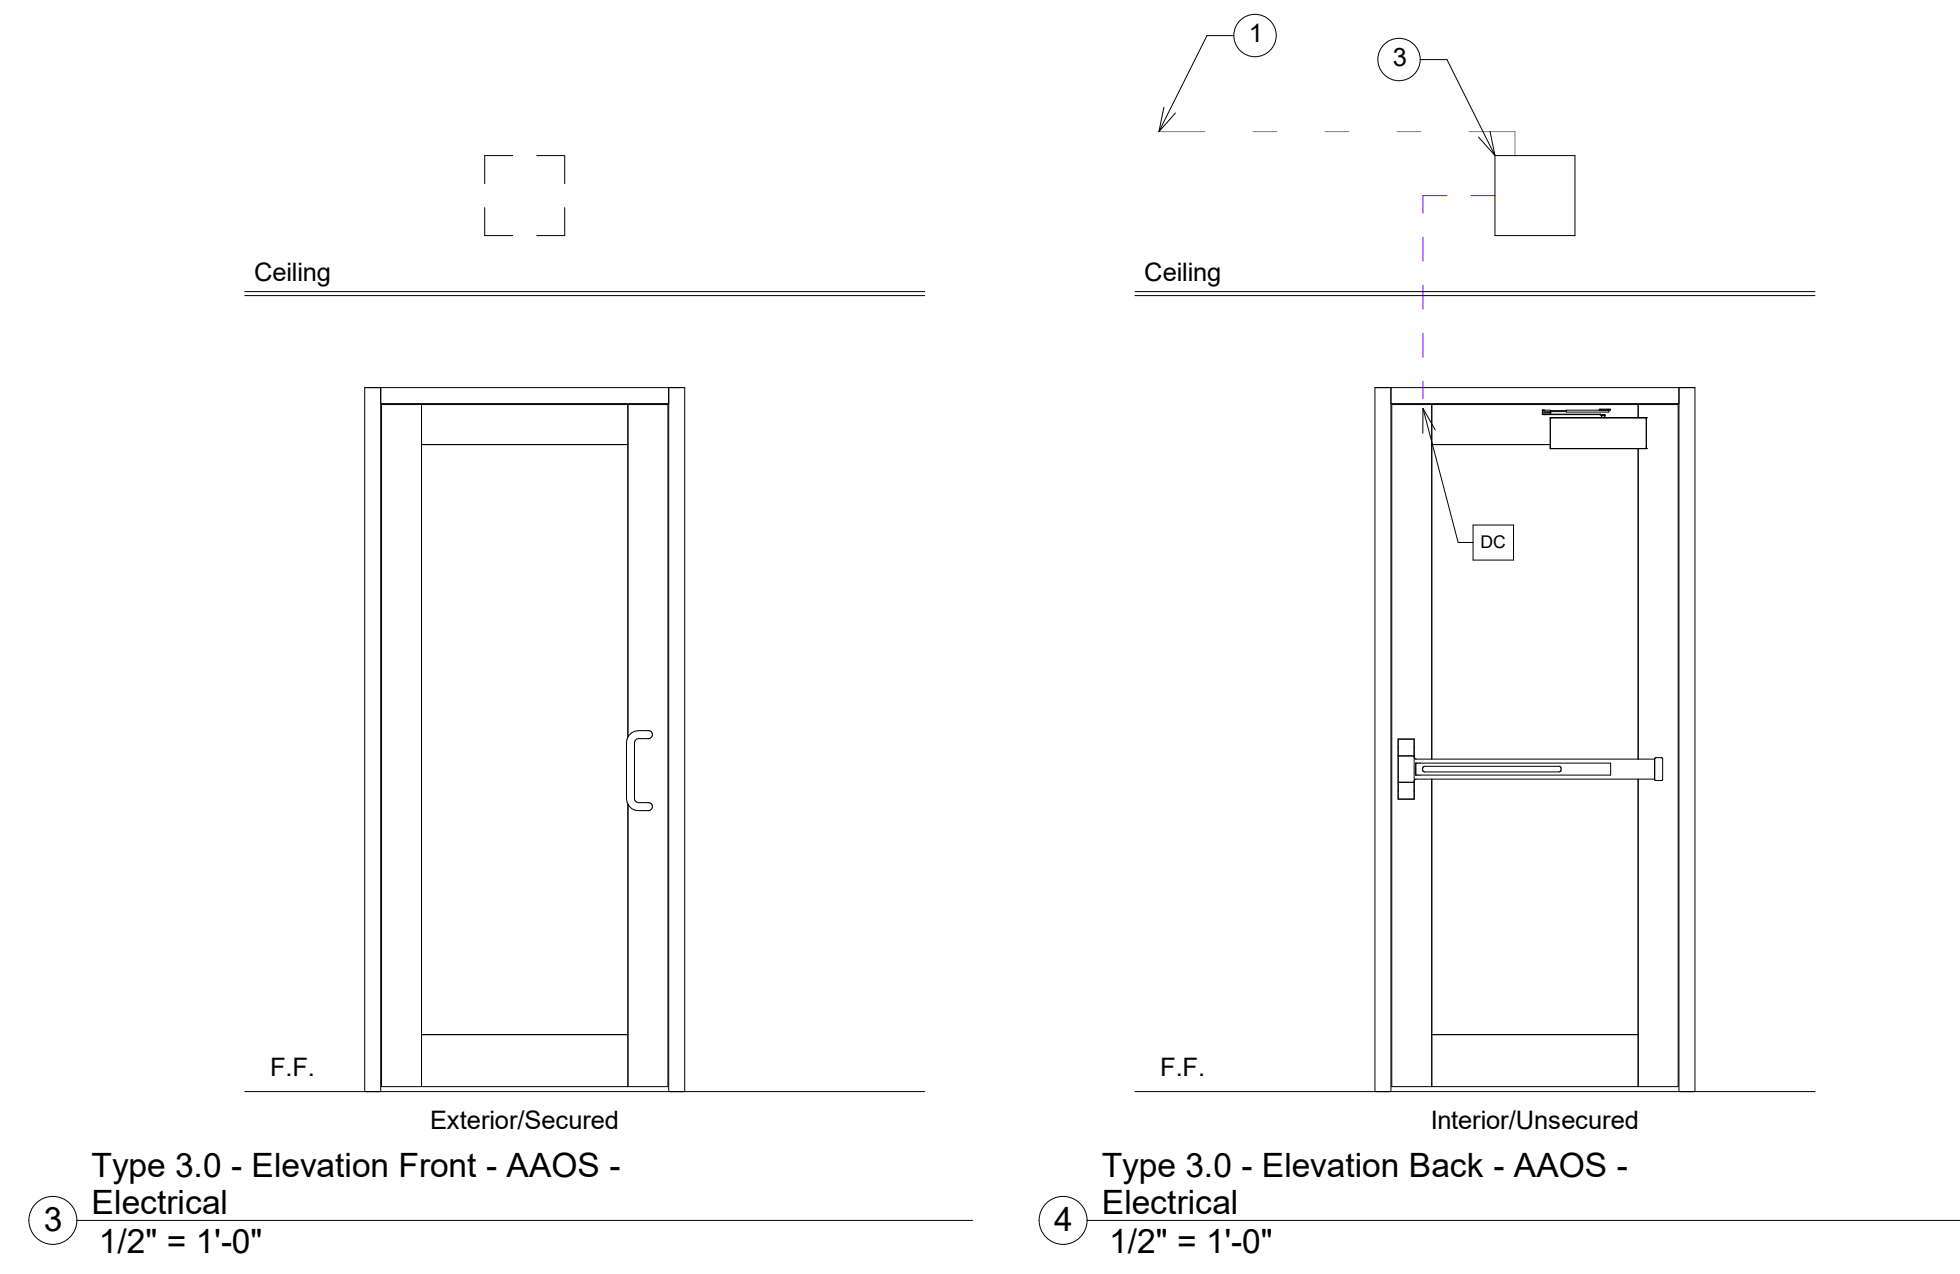 1
3
Ceiling
Ceiling
DC
F.F.
F.F.
Exterior/Secured
Interior/Unsecured
Type 3.0 - Elevation Front - AAOS -
Electrical
3
1/2" = 1'-0"
Type 3.0 - Elevation Back - AAOS -
Electrical
4
1/2" = 1'-0"